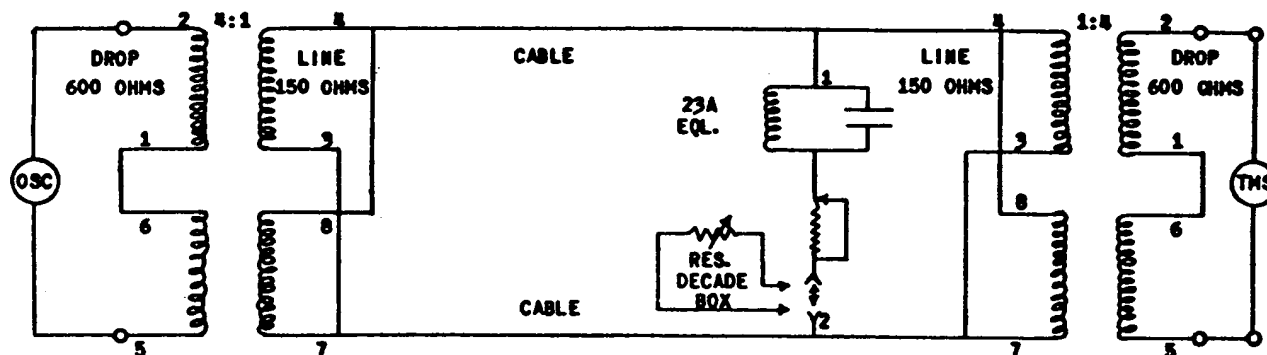 2 4:1 4 4 1:4 2
DROP LINE CABLE LINE DROP
600 OHMS 150 OHMS 150 OHMS 600 OHMS
1
23A
EQL.
1 9 3 1
OSC TMS
6 8 8 6
RES.
DECADE
BOX
CABLE 2
5 7 7 5